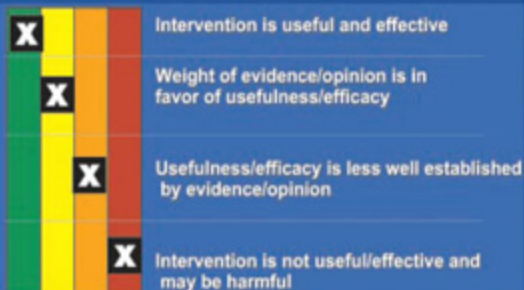 X Intervention is useful and effective
X Weight of evidence/opinion is in
favor of usefulness/efficacy
X Usefulness/efficacy is less well established
by evidence/opinion
X Intervention is not useful/effective and
may be harmful